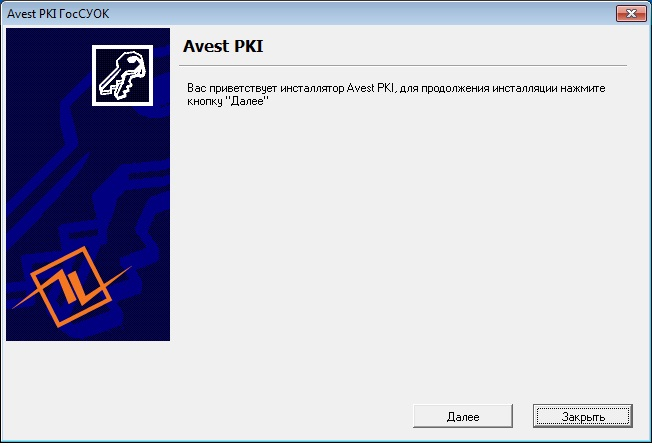 Avest PKI ГосСУОК
Avest PKI
Вас приветствует инсталлятор Avest PKI, для продолжения инсталляции нажмите
кнопку "Далее"
Далее
Закрыть